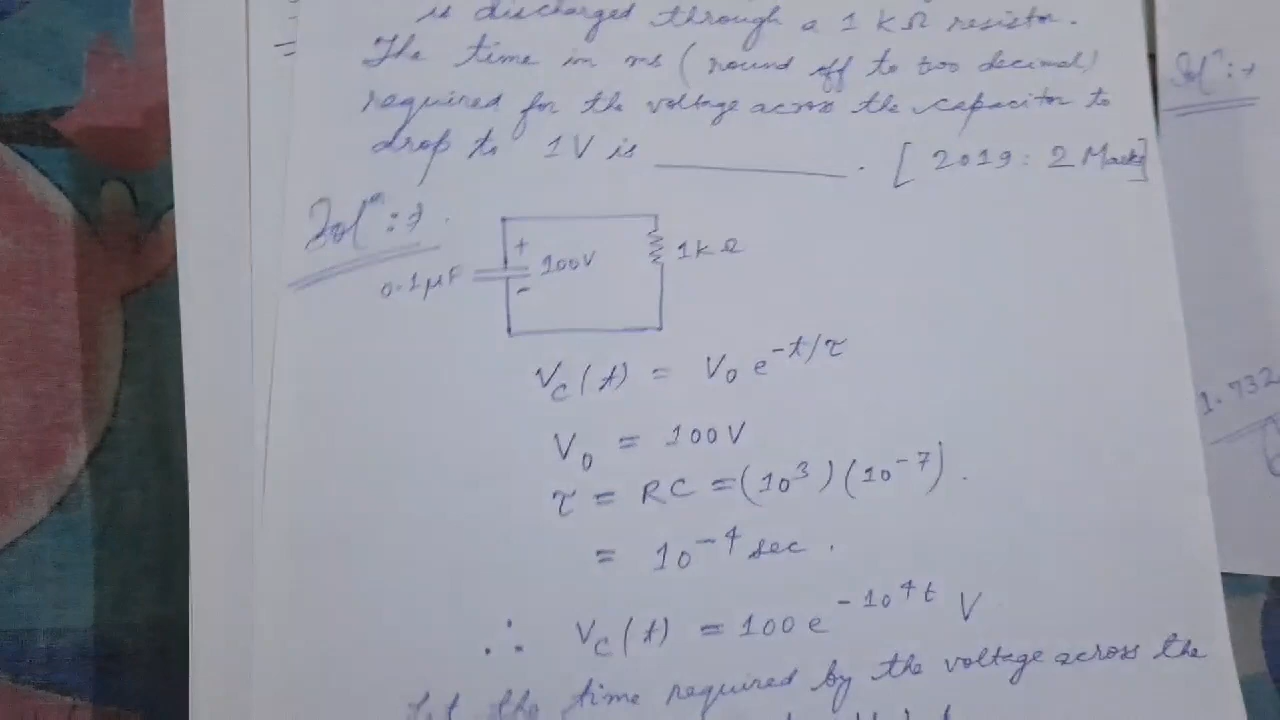 is discharged through a 1 kΩ resistor.
The time in ms (round off to two decimal)
required for the voltage across the capacitor to
drop to 1V is ________. [2019: 2 Marks]
Solⁿ:→
+
100V
-
0.1μF
1kΩ
V_C(t) = V_0 e^{-t/τ}
V_0 = 100V
τ = RC = (10^3)(10^{-7}).
= 10^{-4} sec.
∴ V_C(t) = 100 e^{-10^4 t} V
Let the time required by the voltage across the
Solⁿ:→
1.732